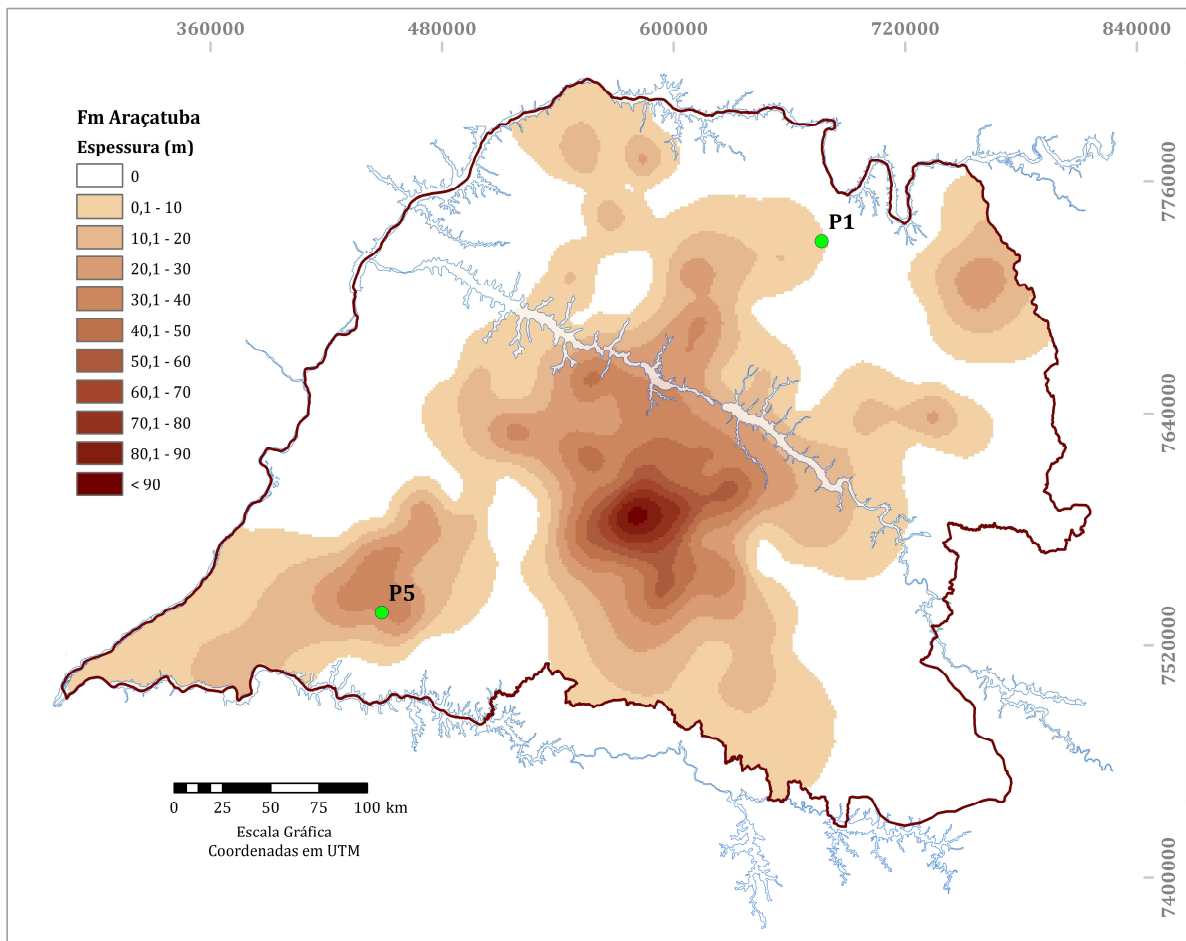 360000 480000 600000 720000 840000
Fm Araçatuba
Espessura (m)
0
0,1 - 10
10,1 - 20
20,1 - 30
30,1 - 40
40,1 - 50
50,1 - 60
60,1 - 70
70,1 - 80
80,1 - 90
< 90
P1
P5
7760000
7640000
7520000
7400000
0 25 50 75 100 km
Escala Gráfica
Coordenadas em UTM